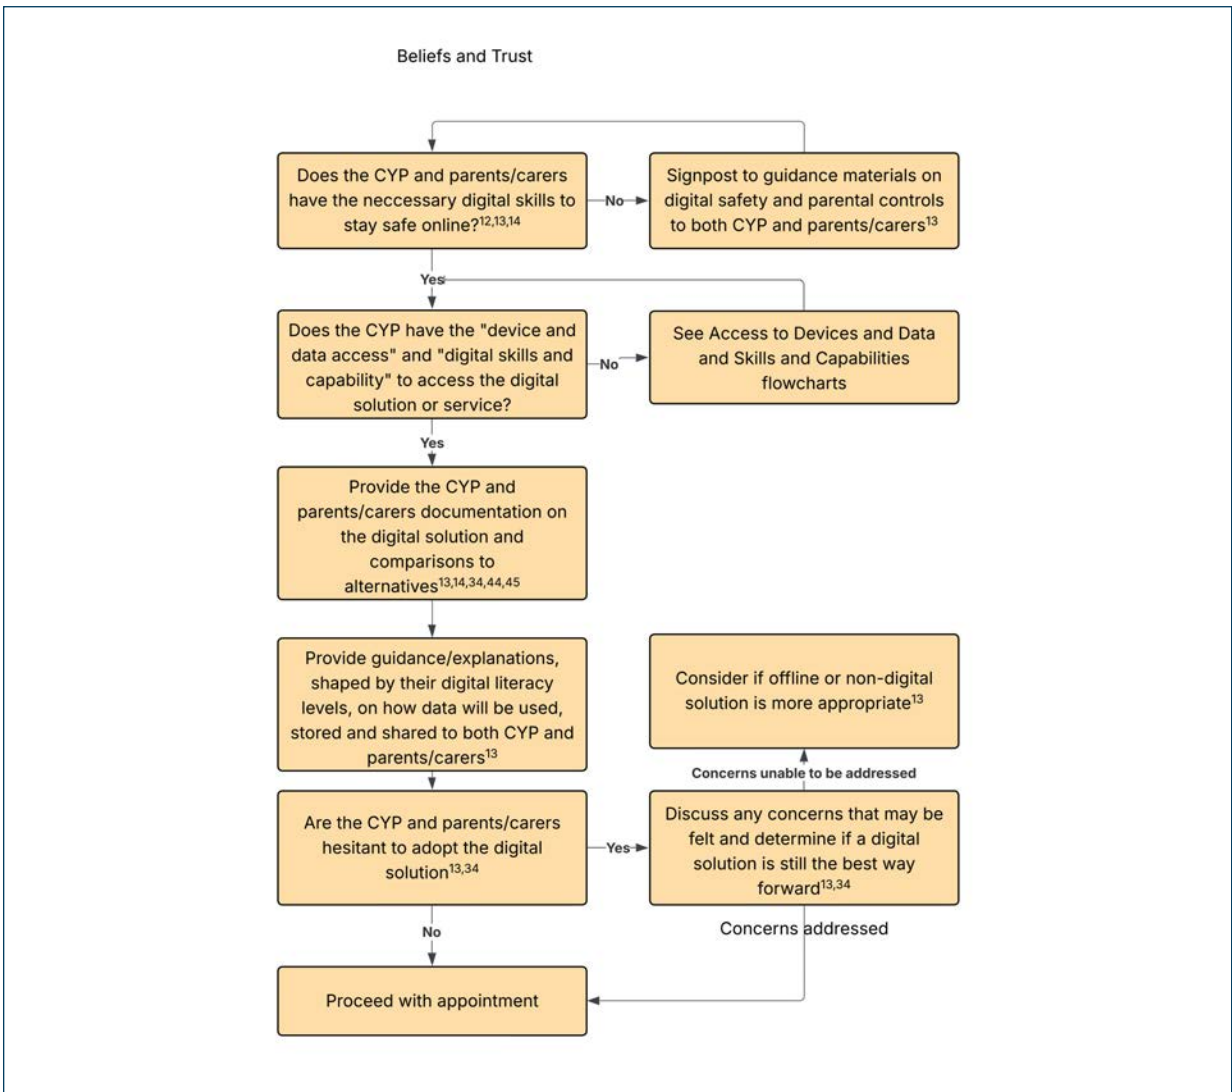 Beliefs and Trust
Does the CYP and parents/carers
have the neccessary digital skills to
stay safe online?12,13,14
No
Signpost to guidance materials on
digital safety and parental controls
to both CYP and parents/carers13
Yes
Does the CYP have the "device and
data access" and "digital skills and
capability" to access the digital
solution or service?
No
See Access to Devices and Data
and Skills and Capabilities
flowcharts
Yes
Provide the CYP and
parents/carers documentation on
the digital solution and
comparisons to
alternatives13,14,34,44,45
Provide guidance/explanations,
shaped by their digital literacy
levels, on how data will be used,
stored and shared to both CYP and
parents/carers13
Consider if offline or non-digital
solution is more appropriate13
Concerns unable to be addressed
Are the CYP and parents/carers
hesitant to adopt the digital
solution13,34
Yes
Discuss any concerns that may be
felt and determine if a digital
solution is still the best way
forward13,34
No
Concerns addressed
Proceed with appointment